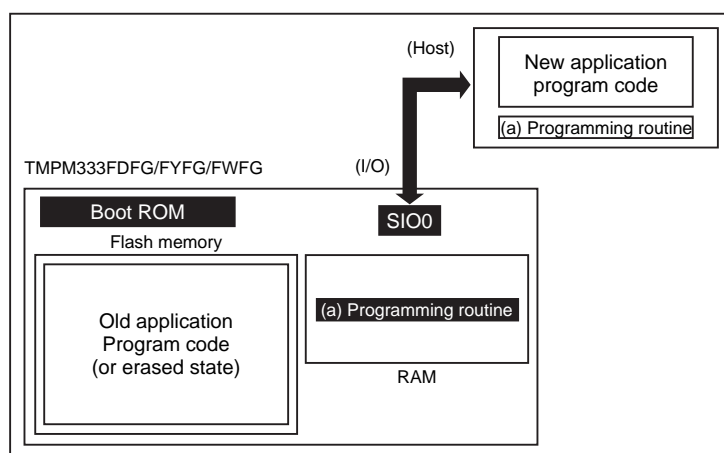 (Host)
New application
program code
(a) Programming routine
TMPM333FDFG/FYFG/FWFG
(I/O)
Boot ROM
SIO0
Flash memory
Old application
Program code
(or erased state)
(a) Programming routine
RAM